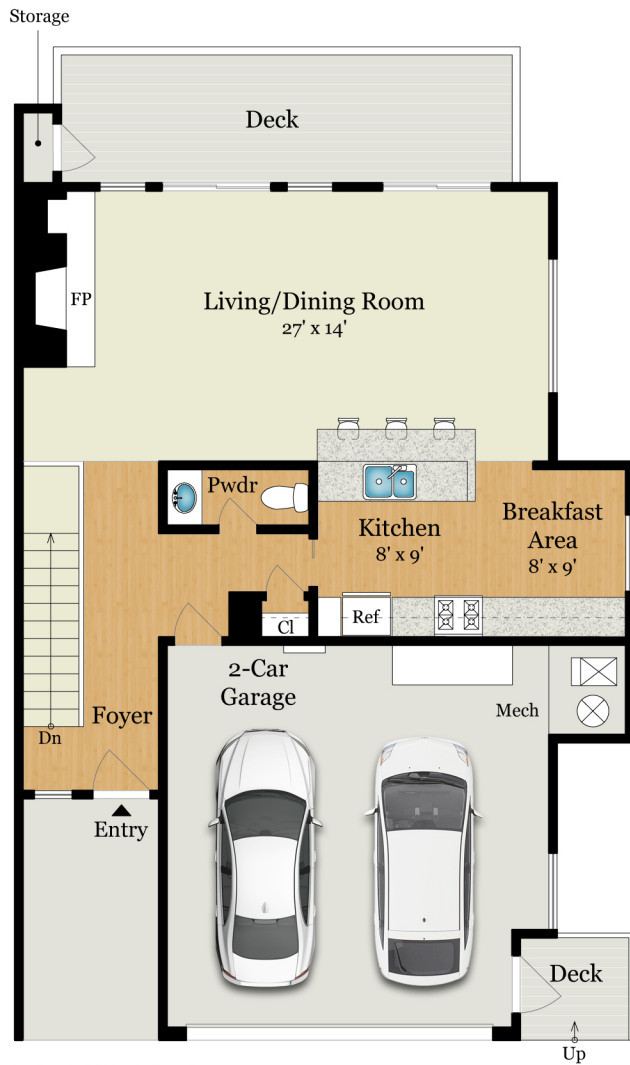 Storage
Deck
FP
Living/Dining Room
27' x 14'
Pwdr
Kitchen
8' x 9'
Breakfast
Area
8' x 9'
Ref
Cl
2-Car
Garage
Mech
Foyer
Dn
Entry
Deck
Up